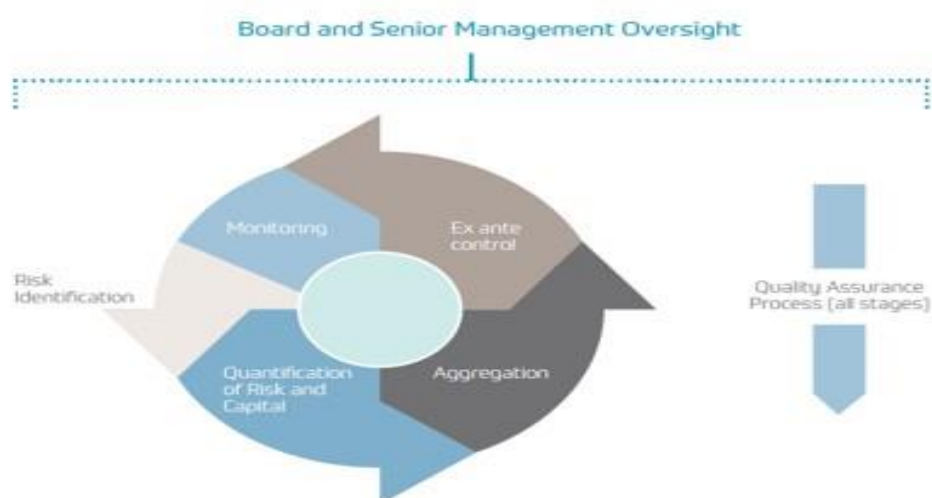 Board and Senior Management Oversight
Monitoring
Ex ante
control
Risk
Identification
Quality Assurance
Process (all stages)
Quantification
of Risk and
Capital
Aggregation